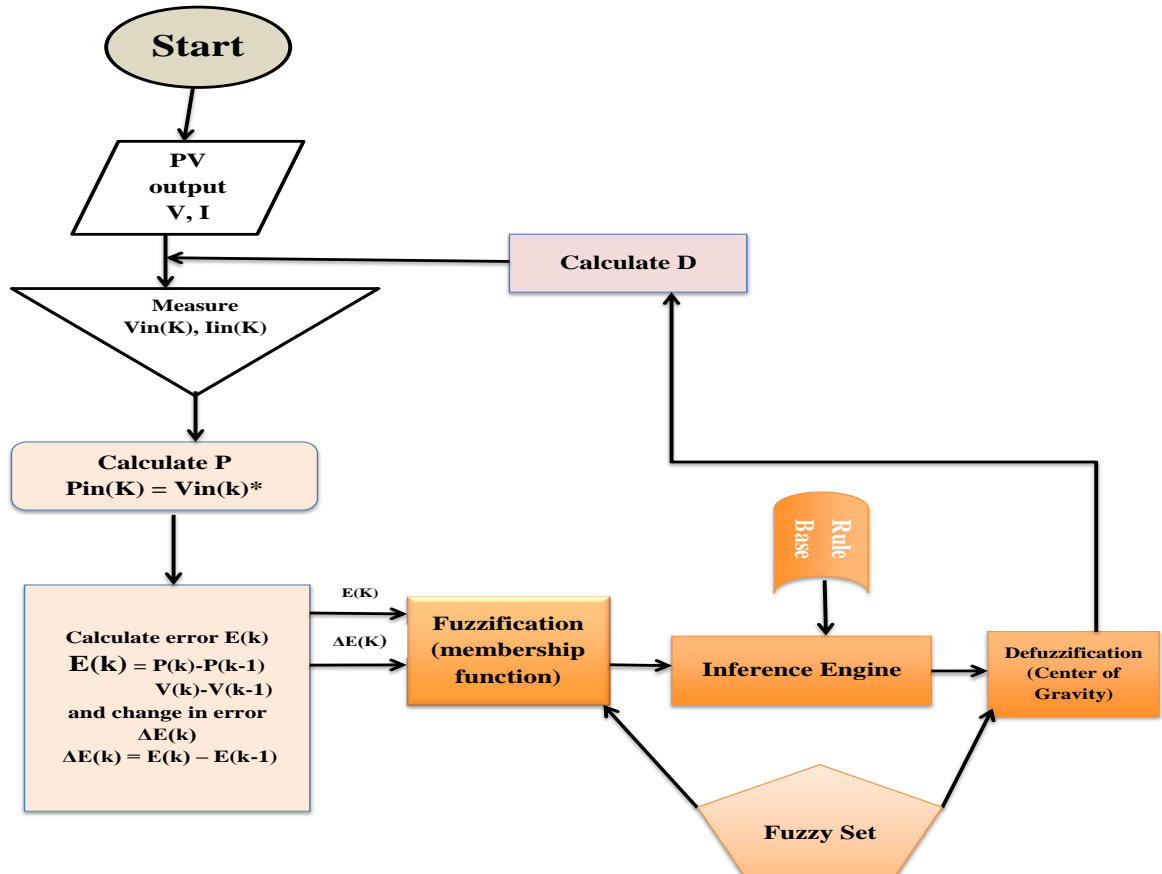 Start
PV
output
V, I
Calculate D
Measure
Vin(K), Iin(K)
Calculate P
Pin(K) = Vin(k)*
Rule
Base
Calculate error E(k)
E(k) = P(k)-P(k-1)
V(k)-V(k-1)
and change in error
ΔE(k)
ΔE(k) = E(k) – E(k-1)
E(K)
ΔE(K)
Fuzzification
(membership
function)
Inference Engine
Defuzzification
(Center of
Gravity)
Fuzzy Set